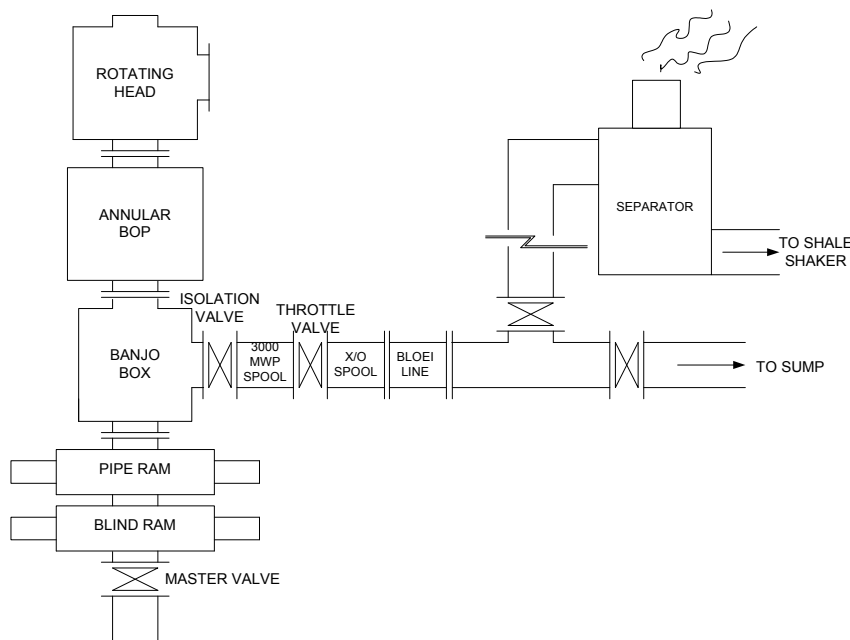 ROTATING
HEAD
ANNULAR
BOP
SEPARATOR
TO SHALE
SHAKER
ISOLATION
VALVE
THROTTLE
VALVE
BANJO
BOX
3000
MWP
SPOOL
X/O
SPOOL
BLOEI
LINE
TO SUMP
PIPE RAM
BLIND RAM
MASTER VALVE